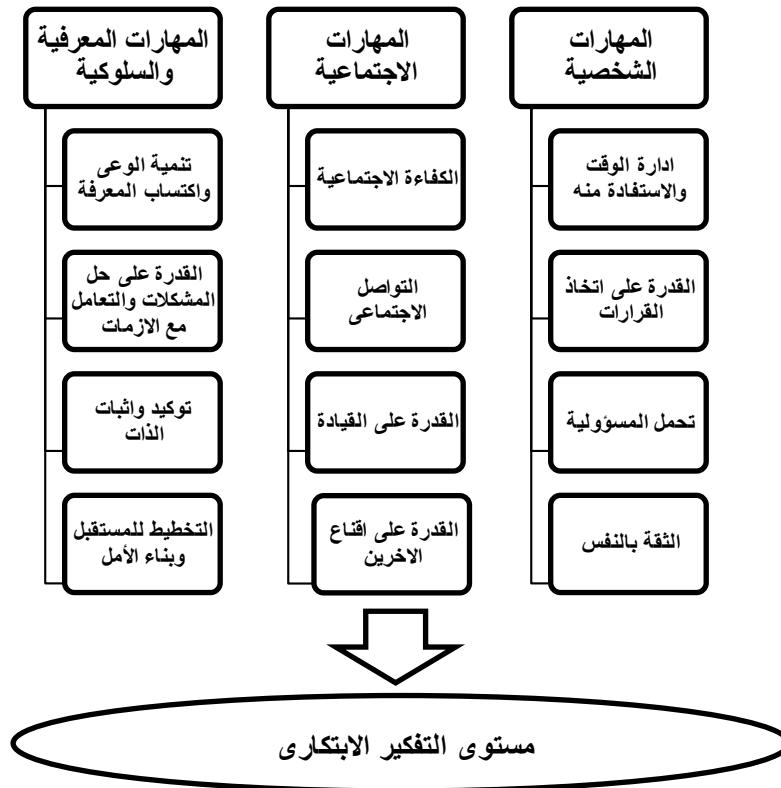 المهارات
الشخصية
ادارة الوقت
والاستفادة منه
القدرة على اتخاذ
القرارات
تحمل المسؤولية
الثقة بالنفس
المهارات
الاجتماعية
الكفاءة الاجتماعية
التواصل
الاجتماعى
القدرة على القيادة
القدرة على اقناع
الاخرين
المهارات المعرفية
والسلوكية
تنمية الوعى
واكتساب المعرفة
القدرة على حل
المشكلات والتعامل
مع الازمات
توكيد واثبات
الذات
التخطيط للمستقبل
وبناء الأمل
مستوى التفكير الابتكارى